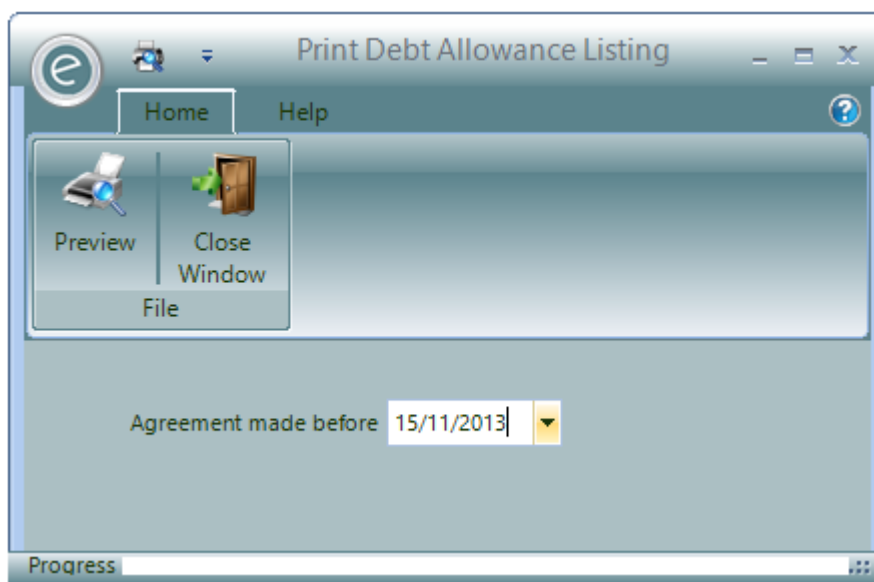 e
Print Debt Allowance Listing
Home Help
?
Preview Close
Window
File
Agreement made before 15/11/2013
Progress